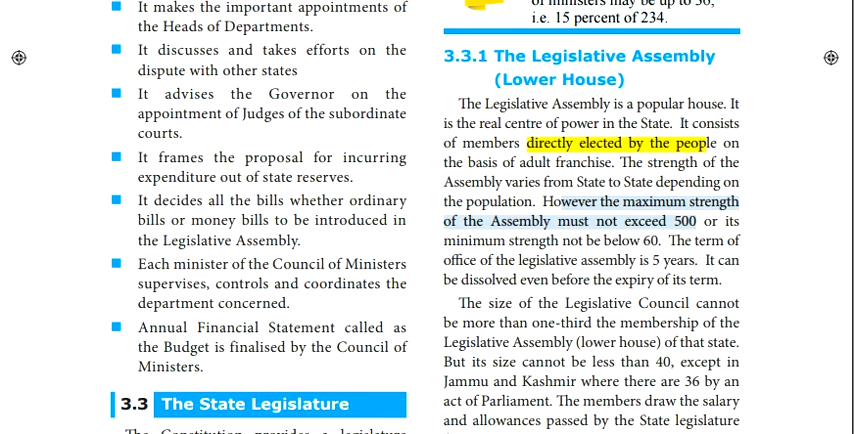 It makes the important appointments of
the Heads of Departments.
It discusses and takes efforts on the
dispute with other states
It advises the Governor on the
appointment of Judges of the subordinate
courts.
It frames the proposal for incurring
expenditure out of state reserves.
It decides all the bills whether ordinary
bills or money bills to be introduced in
the Legislative Assembly.
Each minister of the Council of Ministers
supervises, controls and coordinates the
department concerned.
Annual Financial Statement called as
the Budget is finalised by the Council of
Ministers.
3.3 The State Legislature
The Constitution provides a legislature
of ministers may be up to 36,
i.e. 15 percent of 234.
3.3.1 The Legislative Assembly
(Lower House)
The Legislative Assembly is a popular house. It
is the real centre of power in the State. It consists
of members directly elected by the people on
the basis of adult franchise. The strength of the
Assembly varies from State to State depending on
the population. However the maximum strength
of the Assembly must not exceed 500 or its
minimum strength not be below 60. The term of
office of the legislative assembly is 5 years. It can
be dissolved even before the expiry of its term.
The size of the Legislative Council cannot
be more than one-third the membership of the
Legislative Assembly (lower house) of that state.
But its size cannot be less than 40, except in
Jammu and Kashmir where there are 36 by an
act of Parliament. The members draw the salary
and allowances passed by the State legislature